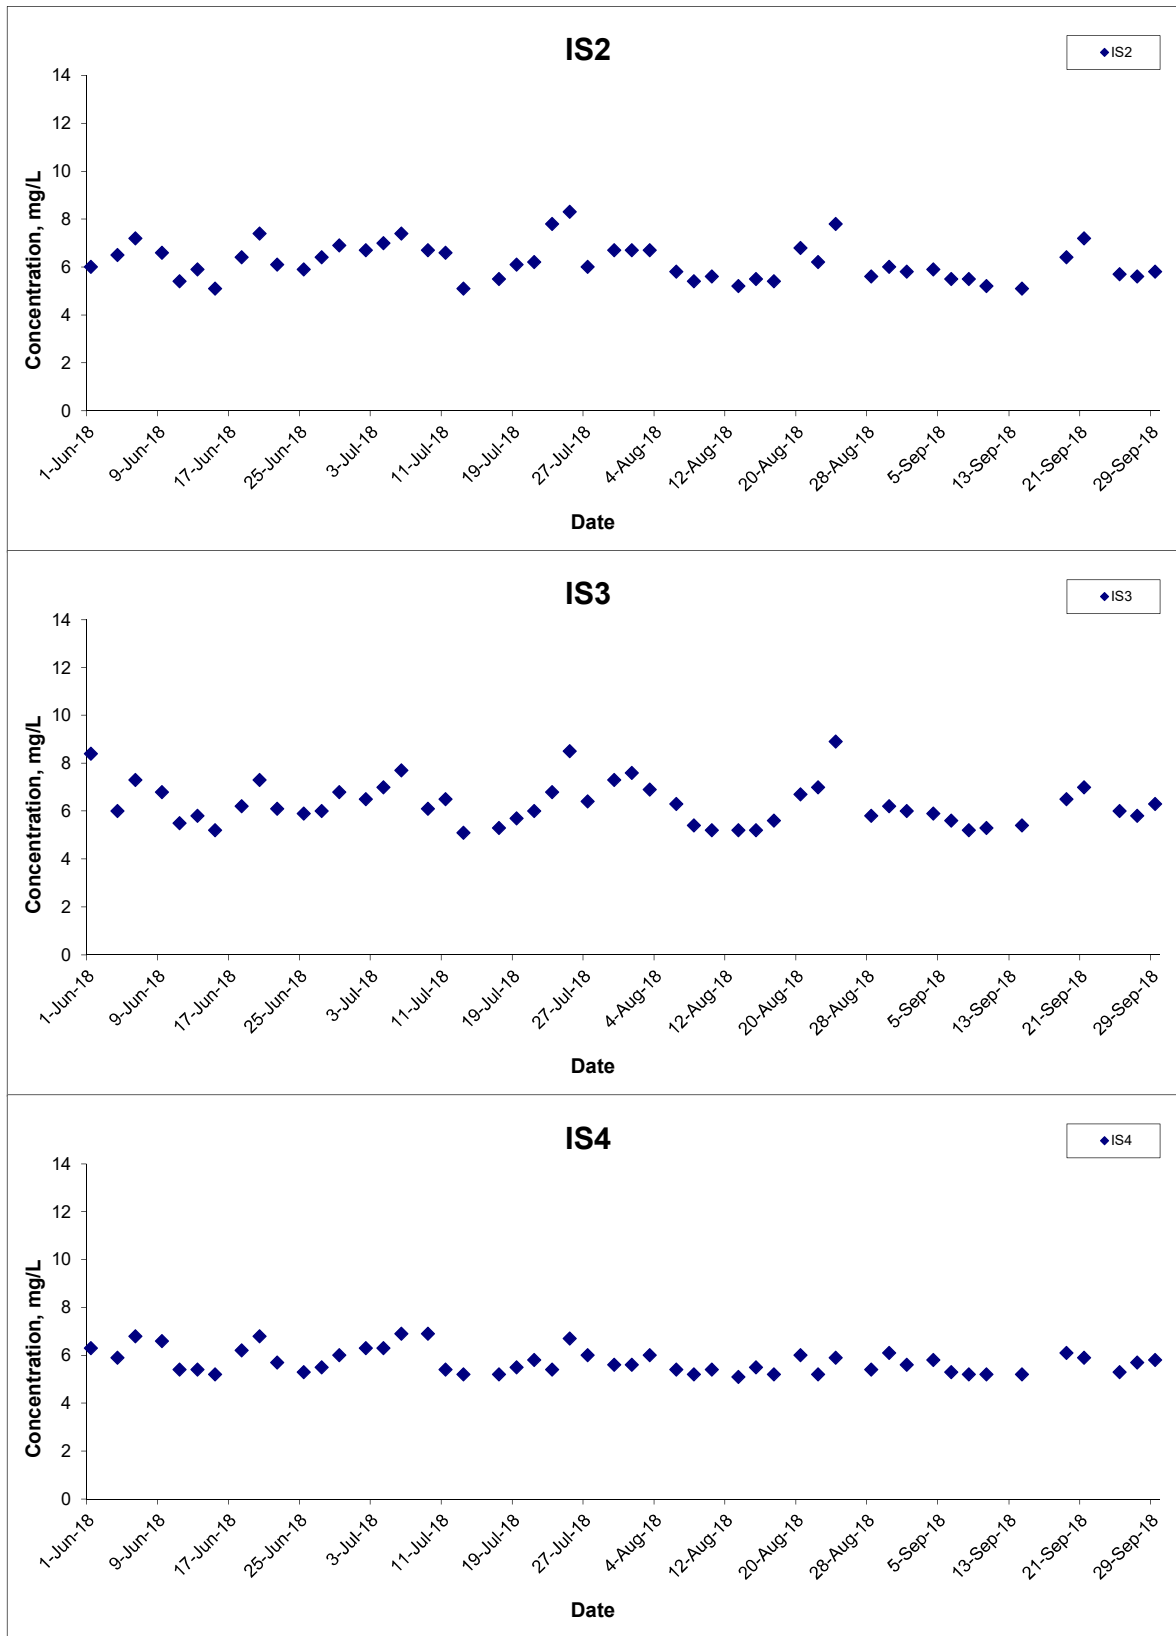 IS2
IS2
14
12
10
8
6
4
2
0
Concentration, mg/L
1-Jun-18
9-Jun-18
17-Jun-18
25-Jun-18
3-Jul-18
11-Jul-18
19-Jul-18
27-Jul-18
4-Aug-18
12-Aug-18
20-Aug-18
28-Aug-18
5-Sep-18
13-Sep-18
21-Sep-18
29-Sep-18
Date
IS3
IS3
14
12
10
8
6
4
2
0
Concentration, mg/L
1-Jun-18
9-Jun-18
17-Jun-18
25-Jun-18
3-Jul-18
11-Jul-18
19-Jul-18
27-Jul-18
4-Aug-18
12-Aug-18
20-Aug-18
28-Aug-18
5-Sep-18
13-Sep-18
21-Sep-18
29-Sep-18
Date
IS4
IS4
14
12
10
8
6
4
2
0
Concentration, mg/L
1-Jun-18
9-Jun-18
17-Jun-18
25-Jun-18
3-Jul-18
11-Jul-18
19-Jul-18
27-Jul-18
4-Aug-18
12-Aug-18
20-Aug-18
28-Aug-18
5-Sep-18
13-Sep-18
21-Sep-18
29-Sep-18
Date